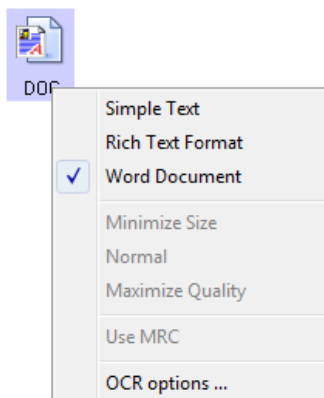 DOC
Simple Text
Rich Text Format
Word Document
Minimize Size
Normal
Maximize Quality
Use MRC
OCR options ...